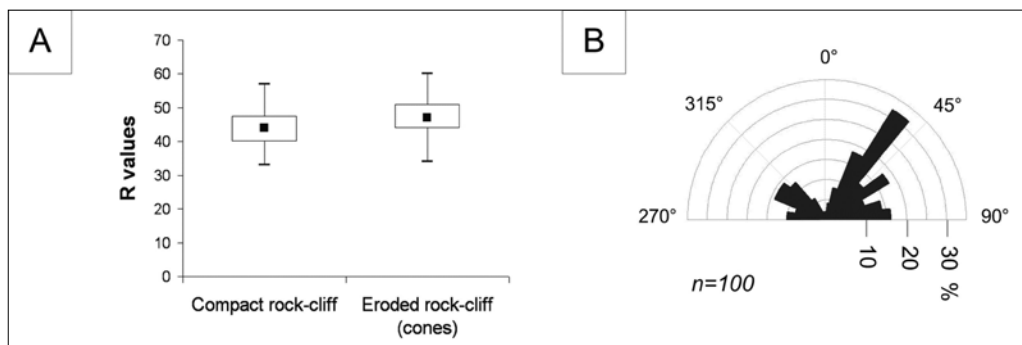 A
R values
70
60
50
40
30
20
10
0
Compact rock-cliff
Eroded rock-cliff
(cones)
B
0°
315°
45°
270°
90°
10
20
30
%
n=100